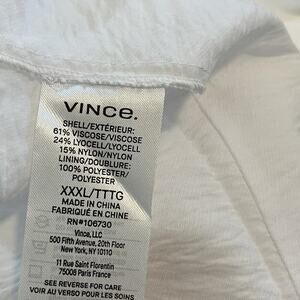 VINCE.
SHELL/EXTÉRIEUR:
61% VISCOSE/VISCOSE
24% LYOCELL/LYOCELL
15% NYLON/NYLON
LINING/DOUBLURE:
100% POLYESTER/
POLYESTER
XXXL/TTTG
MADE IN CHINA
FABRIQUÉ EN CHINE
RN#106730
Vince, LLC
500 Fifth Avenue, 20th Floor
New York, NY 10110
11 Rue Saint Florentin
75008 Paris France
SEE REVERSE FOR CARE
VOIR AU VERSO POUR LES SOINS